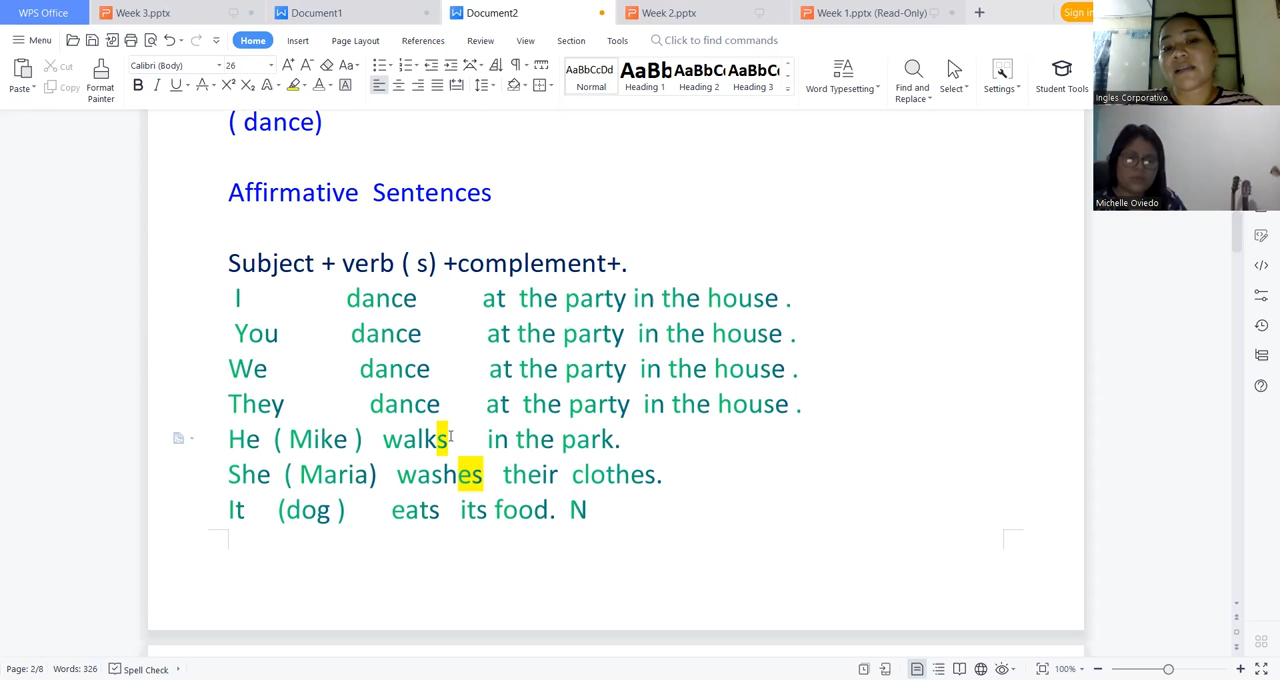 WPS Office Week 3.pptx Document1 Document2 Week 2.pptx Week 1.pptx (Read-Only) Sign in
Menu Home Insert Page Layout References Review View Section Tools Click to find commands
Paste Cut Copy Format Painter Calibri (Body) 26 AaBbCcDd Normal AaBb Heading 1 AaBbC Heading 2 AaBbC Heading 3 Word Typesetting Find and Replace Select Settings Student Tools
Ingles Corporativo
Michelle Oviedo
( dance)
Affirmative Sentences
Subject + verb ( s) +complement+.
I dance at the party in the house .
You dance at the party in the house .
We dance at the party in the house .
They dance at the party in the house .
He ( Mike ) walks in the park.
She ( Maria) washes their clothes.
It (dog ) eats its food. N
Page: 2/8 Words: 326 Spell Check 100%